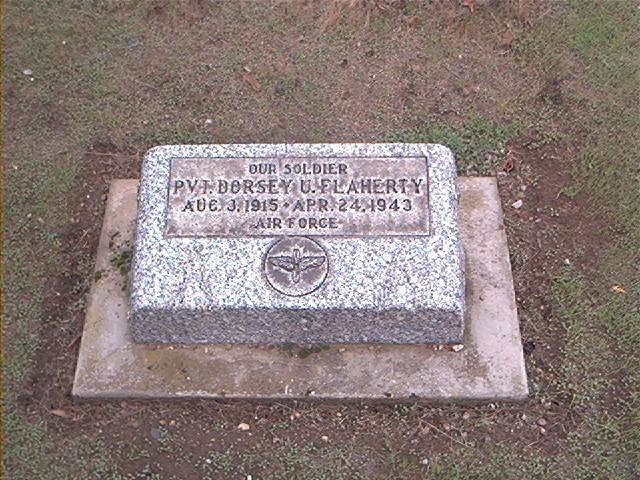 OUR SOLDIER
PVT. DORSEY U. FLAHERTY
AUG. 3, 1915 • APR. 24, 1943
-AIR FORCE-